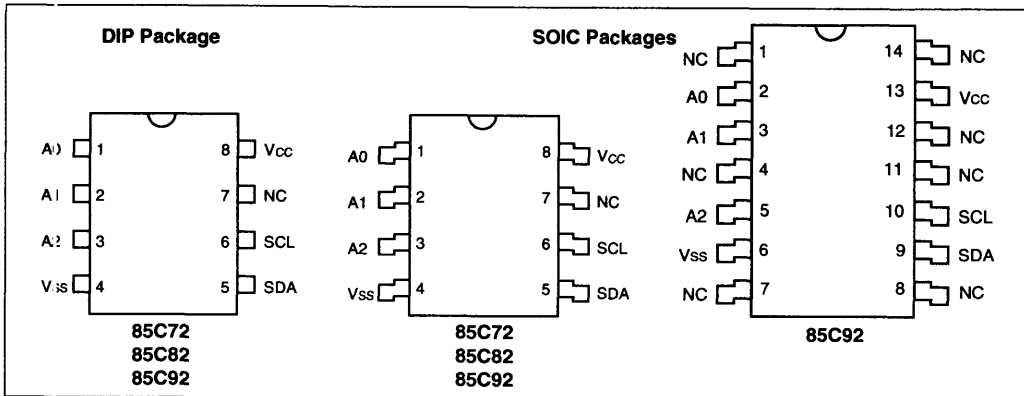 DIP Package
A0 1 8 Vcc
A1 2 7 NC
A2 3 6 SCL
Vss 4 5 SDA
85C72
85C82
85C92
SOIC Packages
A0 1 8 Vcc
A1 2 7 NC
A2 3 6 SCL
Vss 4 5 SDA
85C72
85C82
85C92
NC 1 14 NC
A0 2 13 Vcc
A1 3 12 NC
NC 4 11 NC
A2 5 10 SCL
Vss 6 9 SDA
NC 7 8 NC
85C92